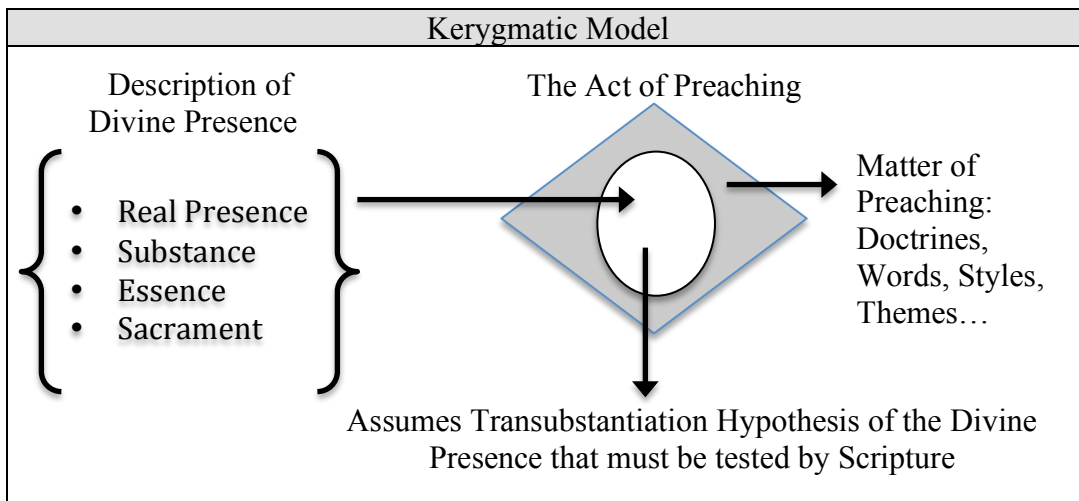 Kerygmatic Model
Description of
Divine Presence
• Real Presence
• Substance
• Essence
• Sacrament
The Act of Preaching
Matter of
Preaching:
Doctrines,
Words, Styles,
Themes…
Assumes Transubstantiation Hypothesis of the Divine
Presence that must be tested by Scripture